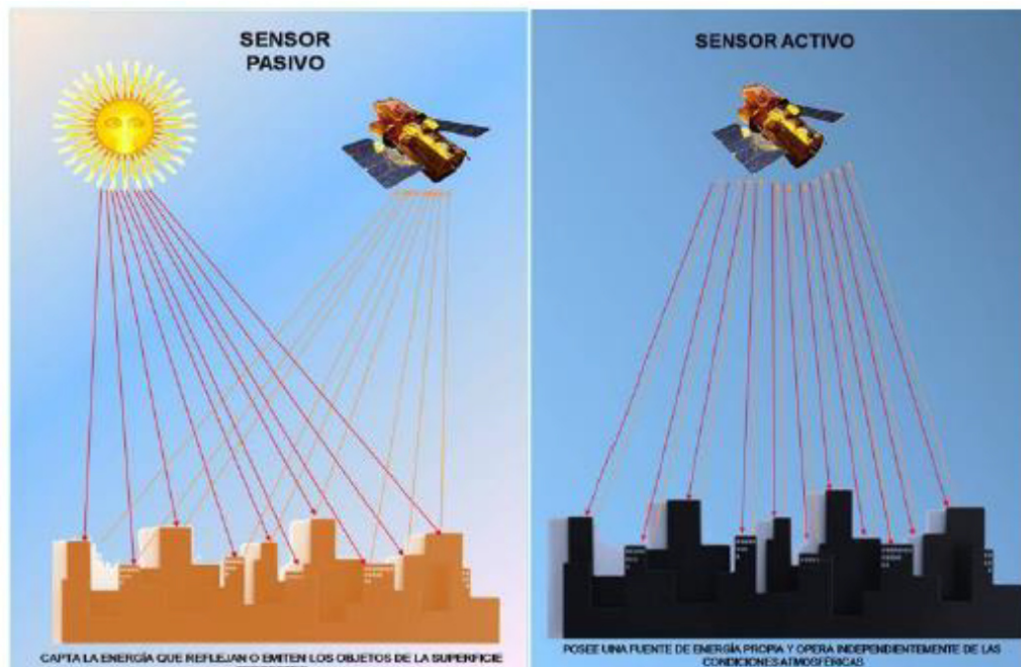 SENSOR
PASIVO
SENSOR ACTIVO
CAPTA LA ENERGÍA QUE REFLEJAN O EMITEN LOS OBJETOS DE LA SUPERFICIE
POSEE UNA FUENTE DE ENERGÍA PROPIA Y OPERA INDEPENDIENTEMENTE DE LAS
CONDICIONES ATMOSFÉRICAS